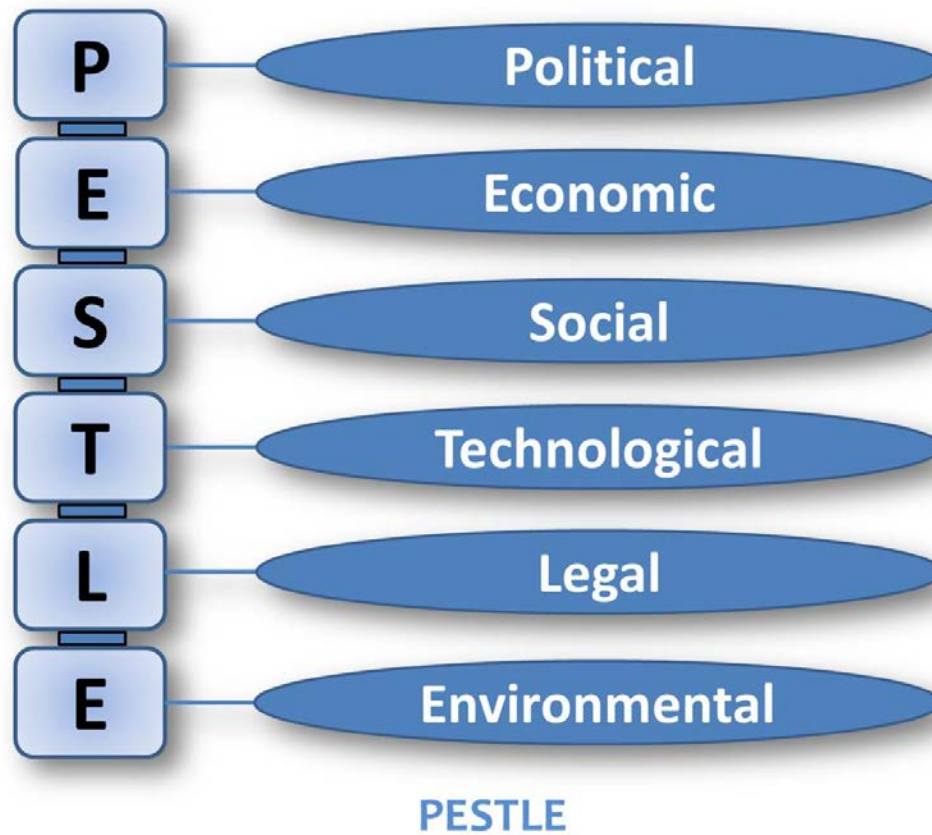 P Political
E Economic
S Social
T Technological
L Legal
E Environmental
PESTLE